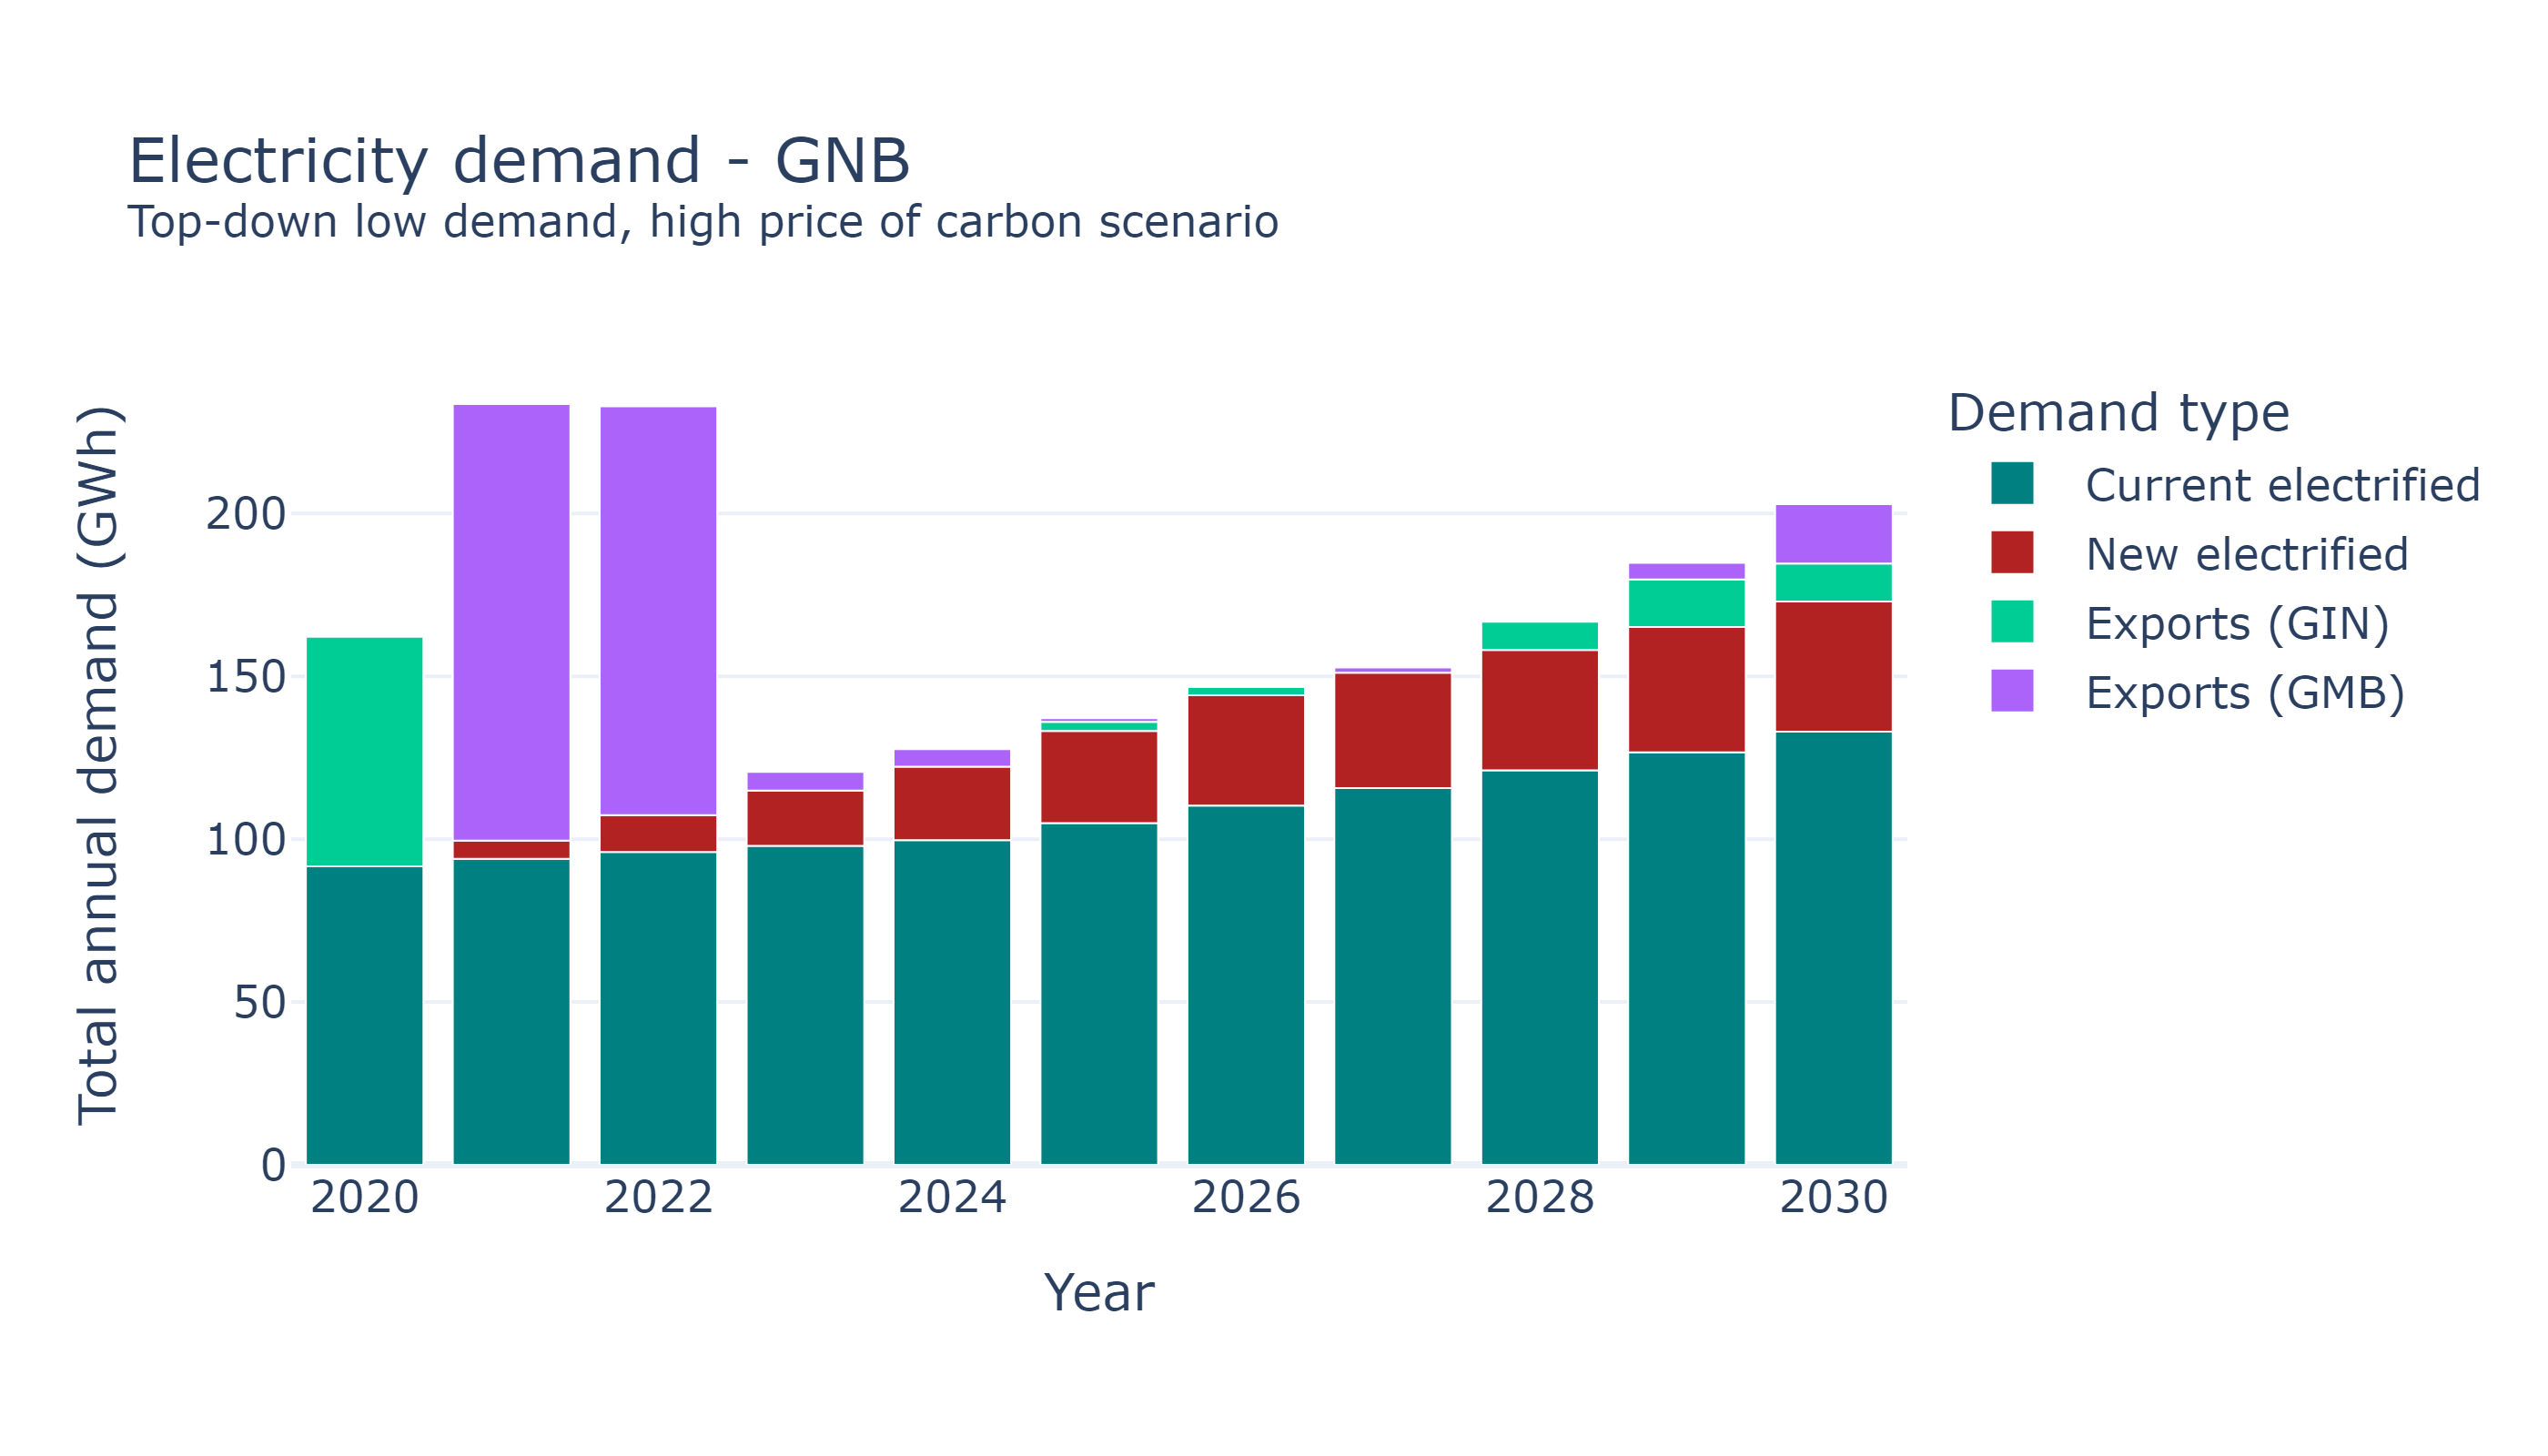 Electricity demand - GNB
Top-down low demand, high price of carbon scenario
Total annual demand (GWh)
200
150
100
50
0
2020 2022 2024 2026 2028 2030
Year
Demand type
Current electrified
New electrified
Exports (GIN)
Exports (GMB)